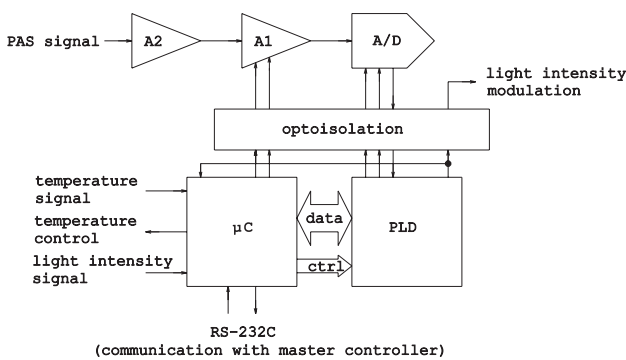 PAS signal
A2
A1
A/D
light intensity
modulation
optoisolation
temperature
signal
temperature
control
light intensity
signal
µC
data
ctrl
PLD
RS-232C
(communication with master controller)